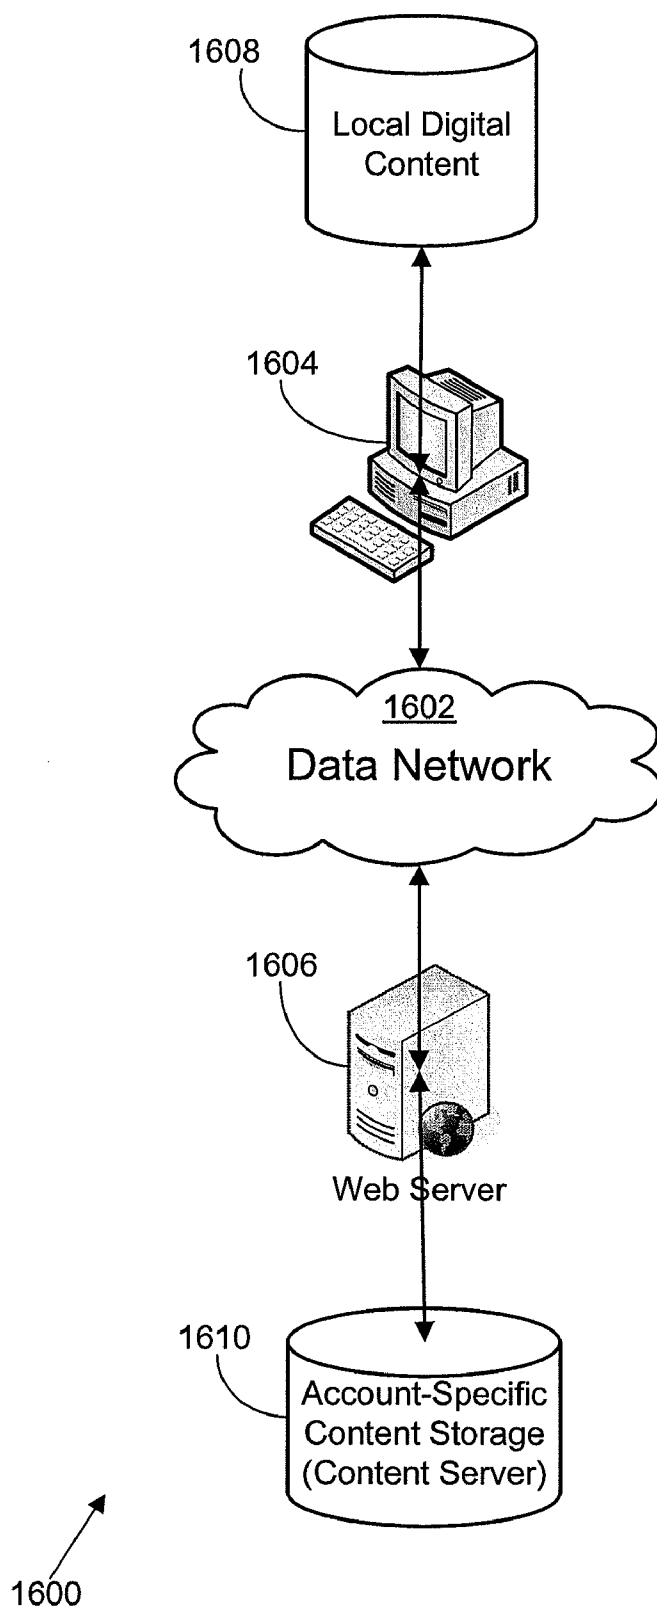 1608
Local Digital
Content
1604
1602
Data Network
1606
Web Server
1610
Account-Specific
Content Storage
(Content Server)
1600